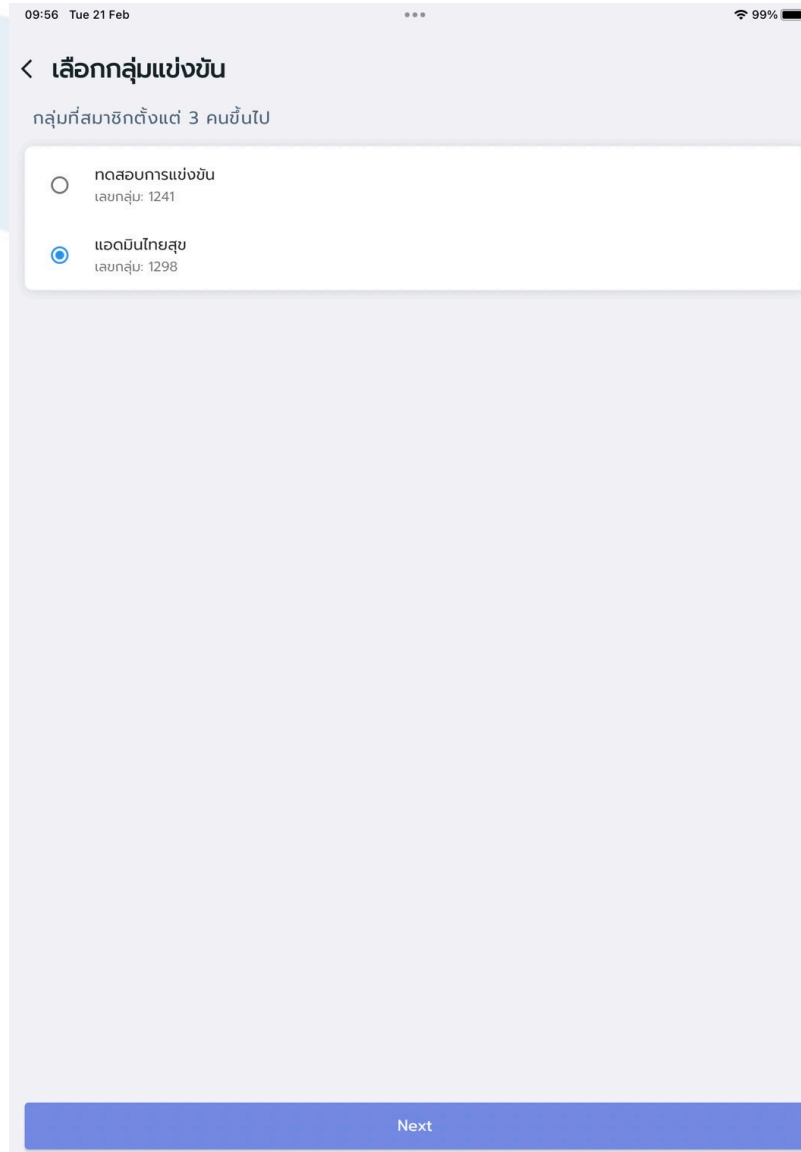 09:56 Tue 21 Feb 99%
เลือกกลุ่มแข่งขัน
กลุ่มที่สมาชิกตั้งแต่ 3 คนขึ้นไป
ทดสอบการแข่งขัน
เลขกลุ่ม: 1241
แอดมินไทยสุข
เลขกลุ่ม: 1298
Next